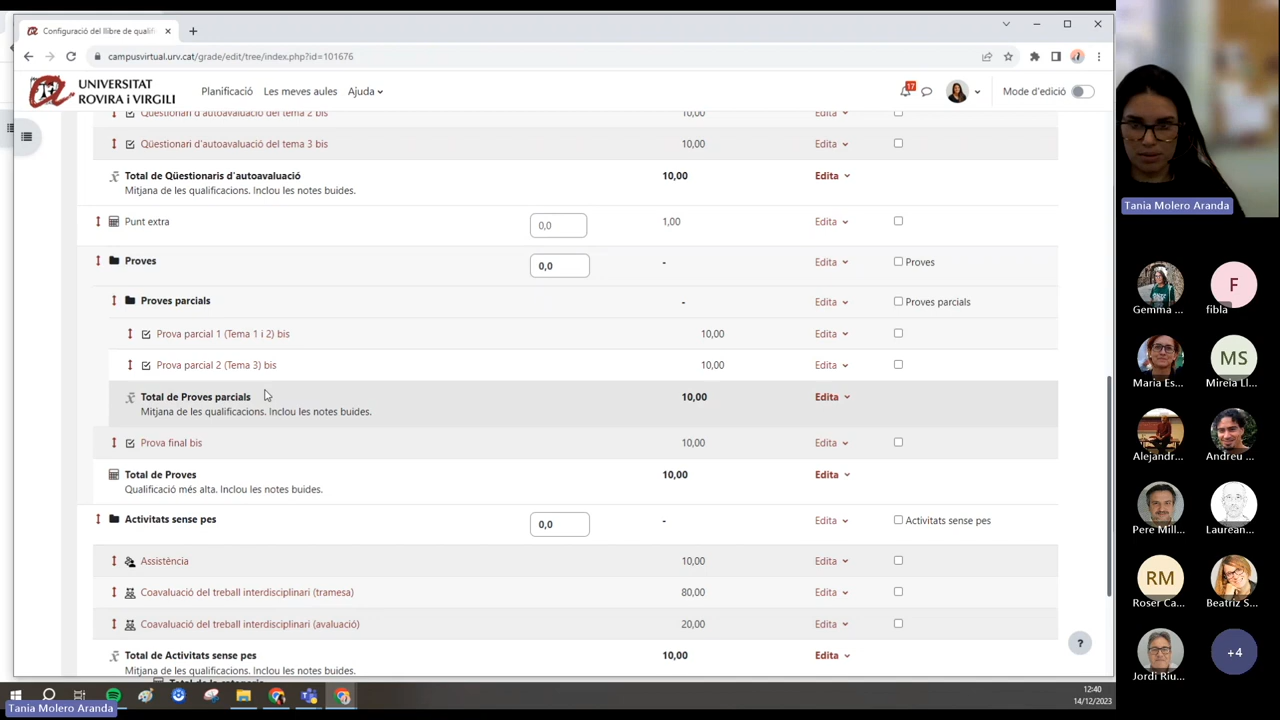 Configuració del llibre de qualif
campusvirtual.urv.cat/grade/edit/tree/index.php?id=101676
UNIVERSITAT
ROVIRA i VIRGILI
Planificació
Les meves aules
Ajuda
17
Mode d'edició
Qüestionari d'autoavaluació del tema 2 bis 10,00 Edita
Qüestionari d'autoavaluació del tema 3 bis 10,00 Edita
Total de Qüestionaris d'autoavaluació 10,00 Edita
Mitjana de les qualificacions. Inclou les notes buides.
Punt extra 0,0 1,00 Edita
Proves 0,0 - Edita Proves
Proves parcials - Edita Proves parcials
Prova parcial 1 (Tema 1 i 2) bis 10,00 Edita
Prova parcial 2 (Tema 3) bis 10,00 Edita
Total de Proves parcials 10,00 Edita
Mitjana de les qualificacions. Inclou les notes buides.
Prova final bis 10,00 Edita
Total de Proves 10,00 Edita
Qualificació més alta. Inclou les notes buides.
Activitats sense pes 0,0 - Edita Activitats sense pes
Assistència 10,00 Edita
Coavaluació del treball interdisciplinari (tramesa) 80,00 Edita
Coavaluació del treball interdisciplinari (avaluació) 20,00 Edita
Total de Activitats sense pes 10,00 Edita
Mitjana de les qualificacions. Inclou les notes buides.
?
12:40
14/12/2023
Tania Molero Aranda
Tania Molero Aranda
Gemma ...
F
fibla
Maria Es...
MS
Mireia Ll...
Alejandr...
Andreu ...
Pere Mill...
Laurean...
RM
Roser Ca...
Beatriz S...
Jordi Riu...
+4